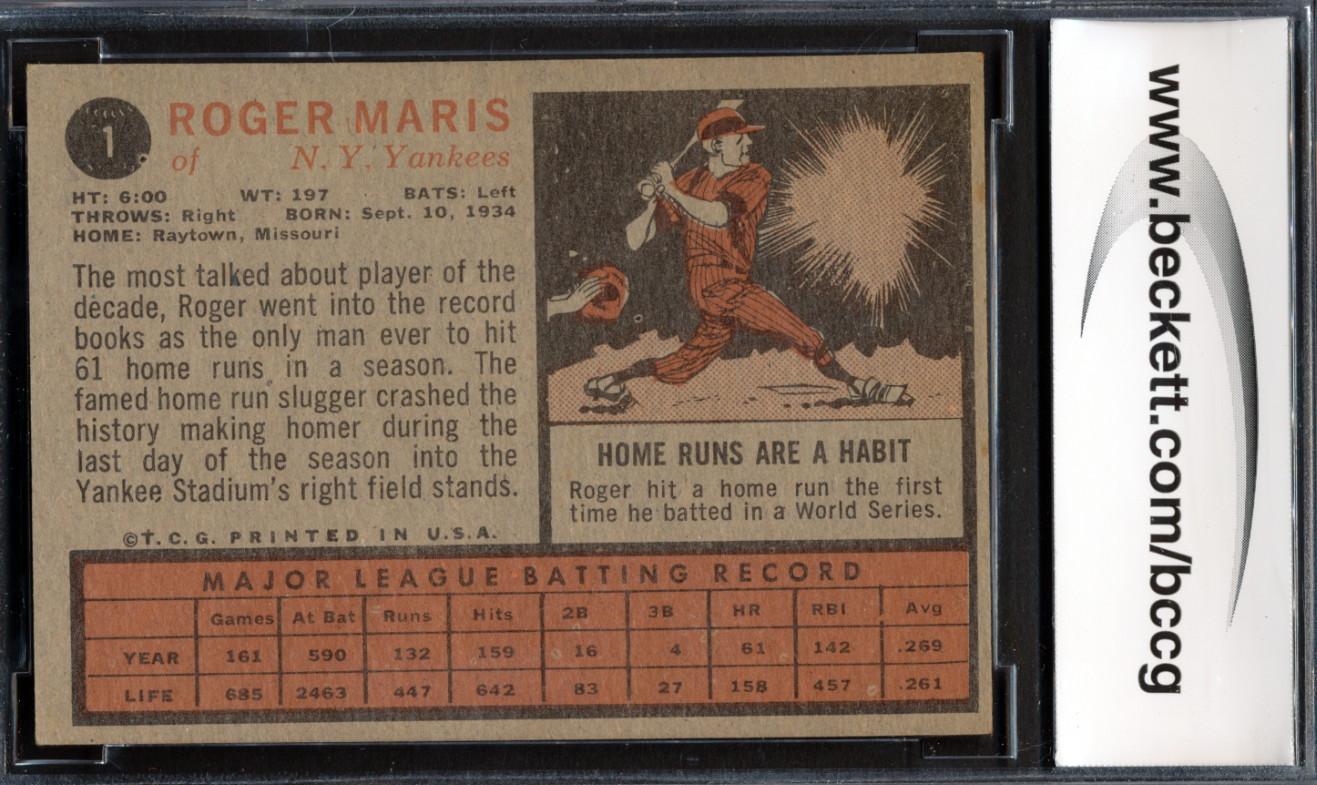 1
ROGER MARIS
of N. Y. Yankees
HT: 6:00 WT: 197 BATS: Left
THROWS: Right BORN: Sept. 10, 1934
HOME: Raytown, Missouri
The most talked about player of the
decade, Roger went into the record
books as the only man ever to hit
61 home runs in a season. The
famed home run slugger crashed the
history making homer during the
last day of the season into the
Yankee Stadium's right field stands.
©T. C. G. PRINTED IN U.S.A.
HOME RUNS ARE A HABIT
Roger hit a home run the first
time he batted in a World Series.
MAJOR LEAGUE BATTING RECORD
Games At Bat Runs Hits 2B 3B HR RBI Avg
YEAR 161 590 132 159 16 4 61 142 .269
LIFE 685 2463 447 642 83 27 158 457 .261
www.beckett.com/bccg